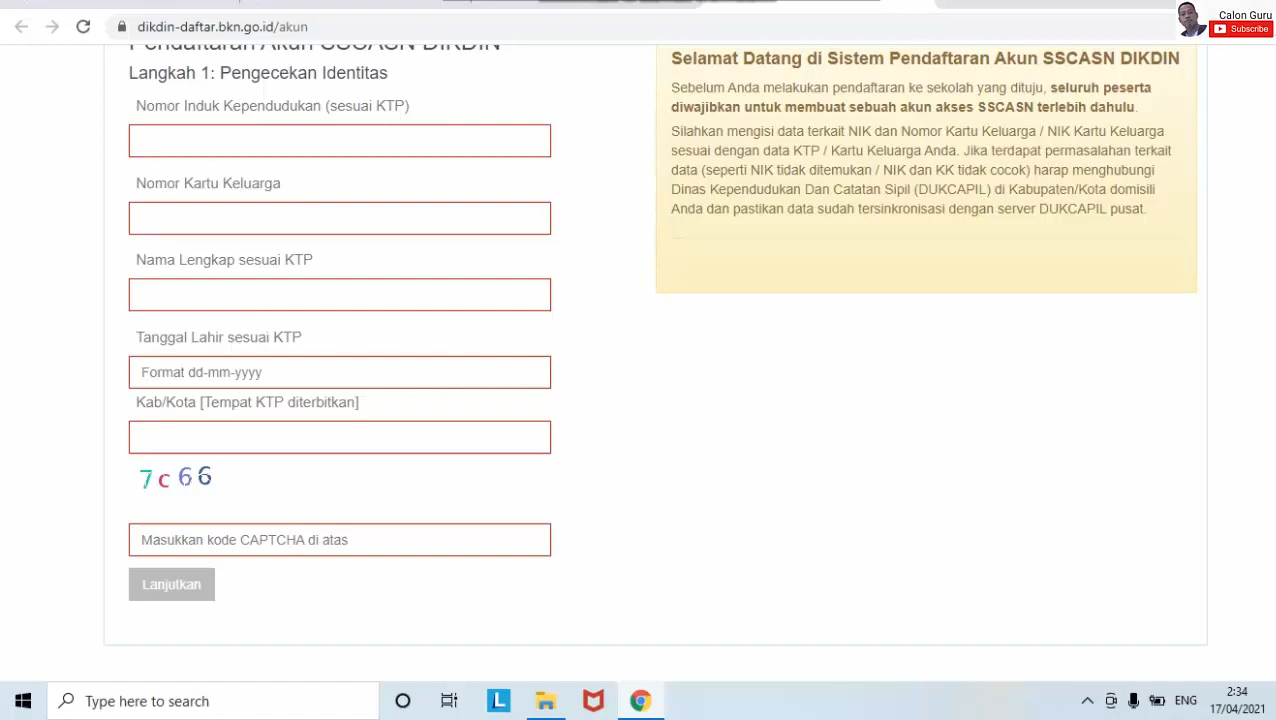 dikdin-daftar.bkn.go.id/akun
Calon Guru
Subscribe
Pendaftaran Akun SSCASN DIKDIN
Langkah 1: Pengecekan Identitas
Nomor Induk Kependudukan (sesuai KTP)
Nomor Kartu Keluarga
Nama Lengkap sesuai KTP
Tanggal Lahir sesuai KTP
Format dd-mm-yyyy
Kab/Kota [Tempat KTP diterbitkan]
7c66
Masukkan kode CAPTCHA di atas
Lanjutkan
Selamat Datang di Sistem Pendaftaran Akun SSCASN DIKDIN
Sebelum Anda melakukan pendaftaran ke sekolah yang dituju, seluruh peserta
diwajibkan untuk membuat sebuah akun akses SSCASN terlebih dahulu.
Silahkan mengisi data terkait NIK dan Nomor Kartu Keluarga / NIK Kartu Keluarga
sesuai dengan data KTP / Kartu Keluarga Anda. Jika terdapat permasalahan terkait
data (seperti NIK tidak ditemukan / NIK dan KK tidak cocok) harap menghubungi
Dinas Kependudukan Dan Catatan Sipil (DUKCAPIL) di Kabupaten/Kota domisili
Anda dan pastikan data sudah tersinkronisasi dengan server DUKCAPIL pusat.
Type here to search
L
ENG
2:34
17/04/2021